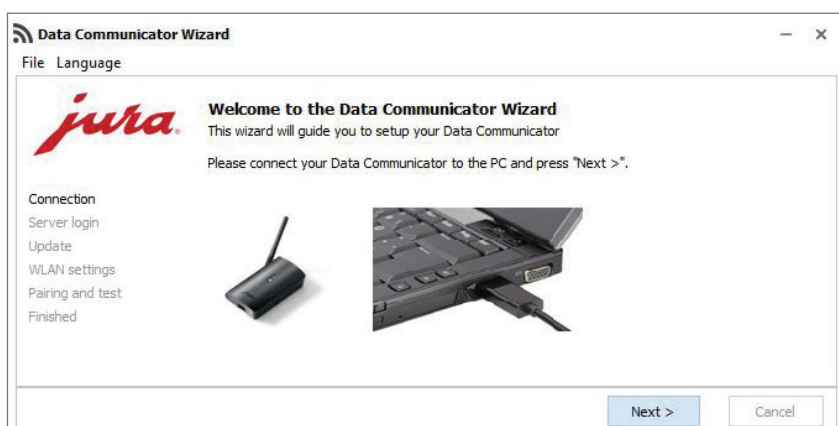 Data Communicator Wizard
File Language
jura
Welcome to the Data Communicator Wizard
This wizard will guide you to setup your Data Communicator
Please connect your Data Communicator to the PC and press "Next >".
Connection
Server login
Update
WLAN settings
Pairing and test
Finished
Next >
Cancel